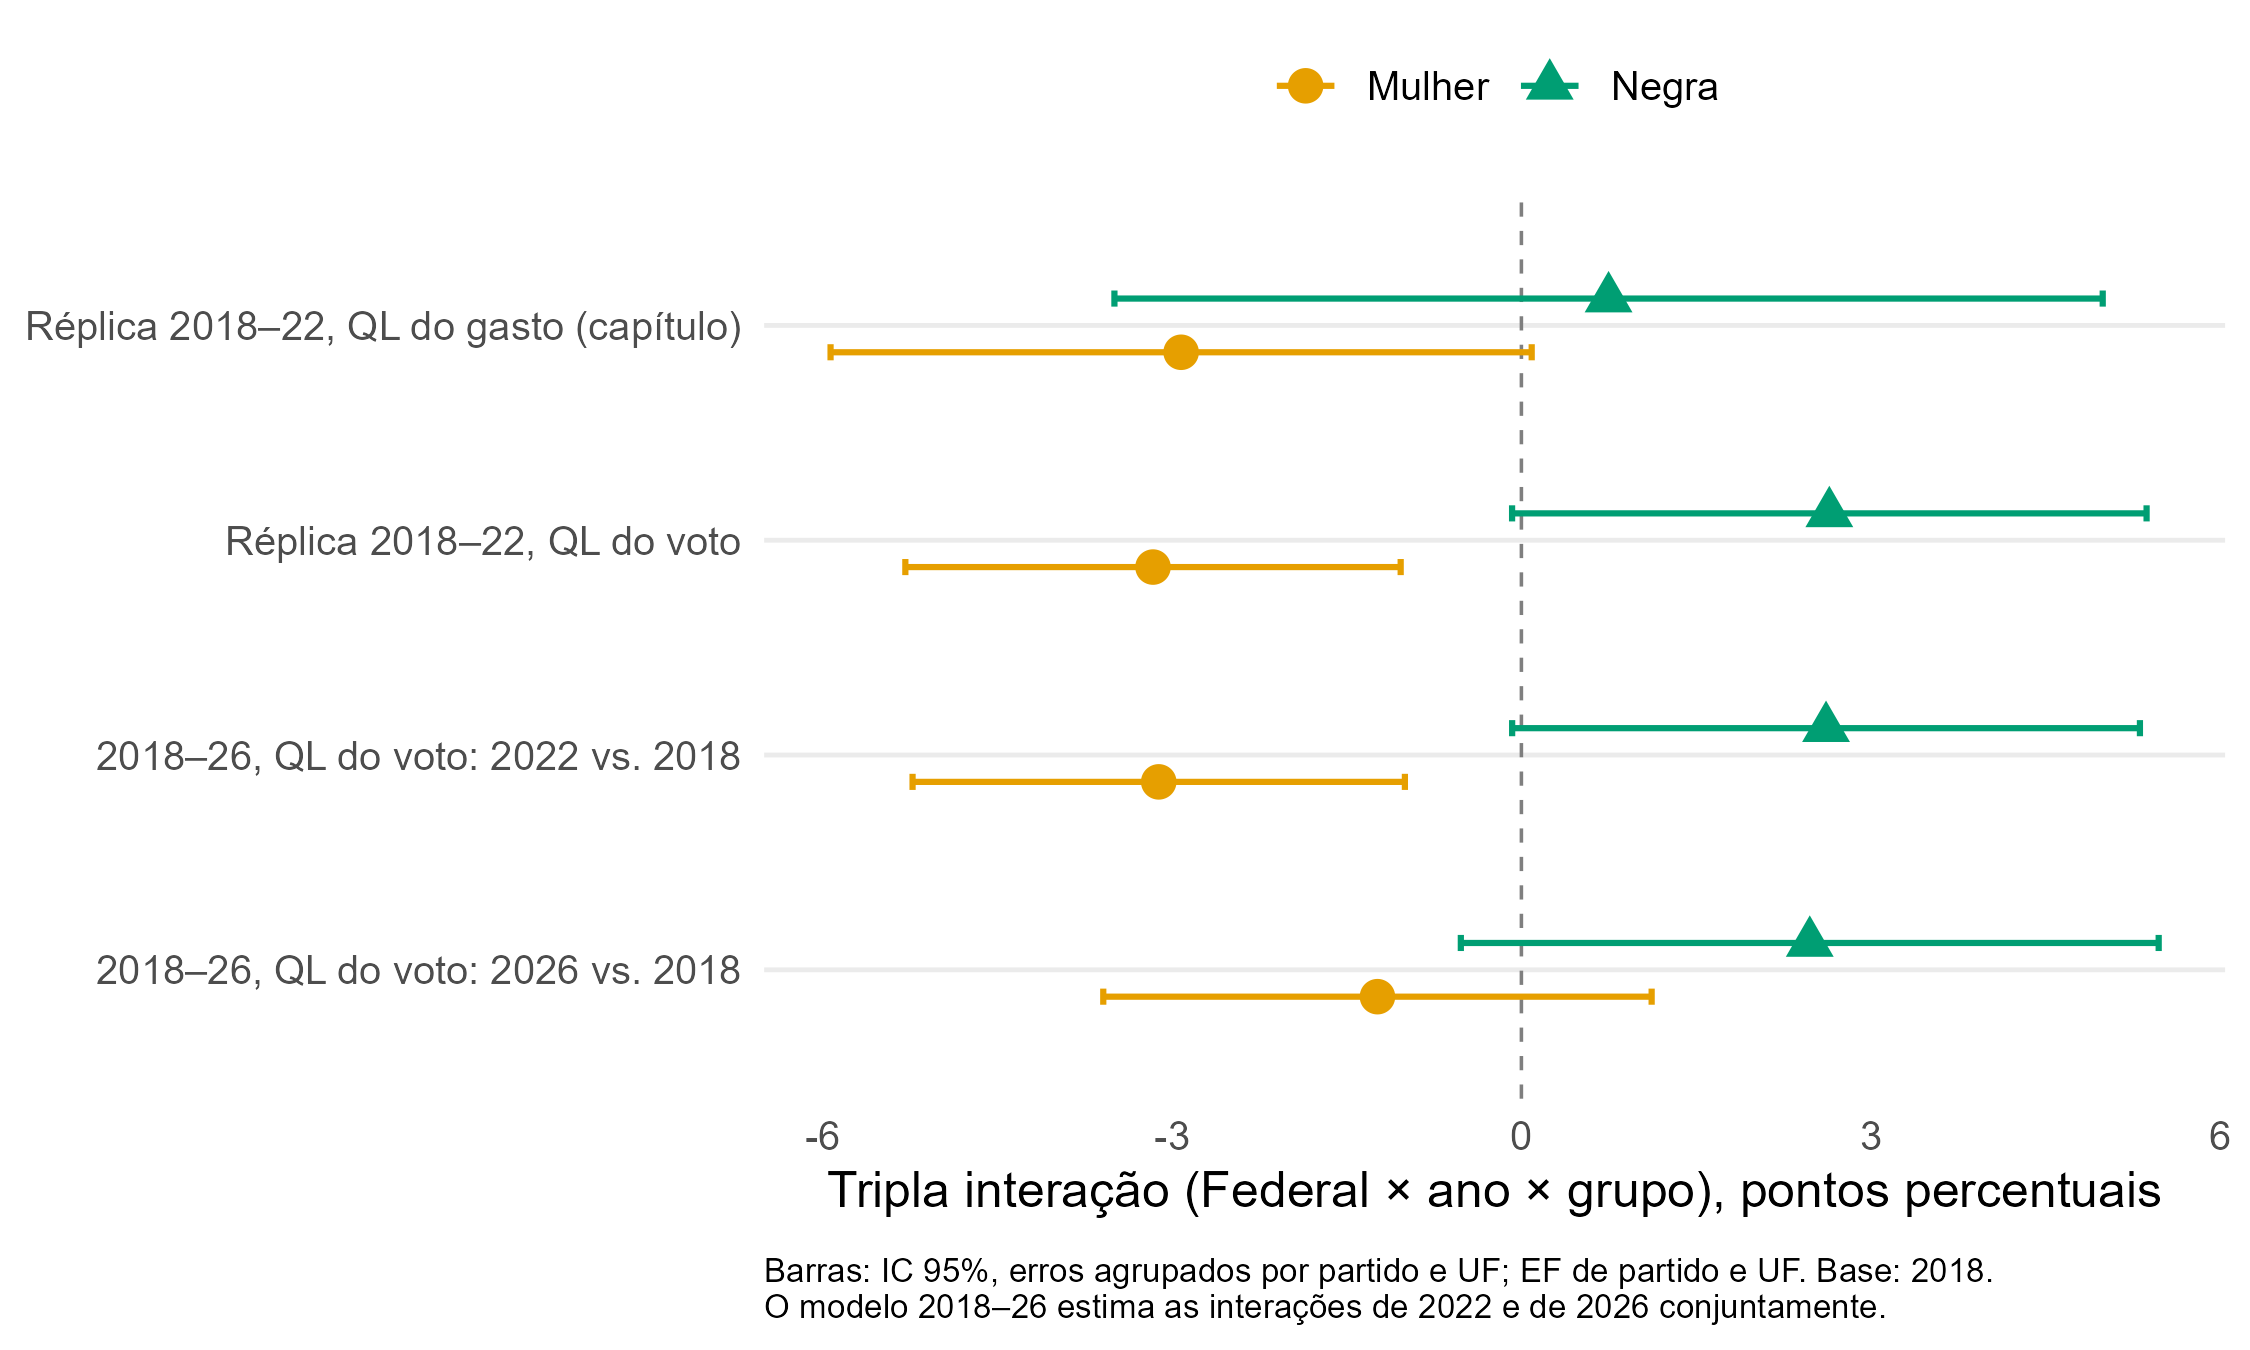 Mulher Negra
Réplica 2018–22, QL do gasto (capítulo)
Réplica 2018–22, QL do voto
2018–26, QL do voto: 2022 vs. 2018
2018–26, QL do voto: 2026 vs. 2018
-6 -3 0 3 6
Tripla interação (Federal × ano × grupo), pontos percentuais
Barras: IC 95%, erros agrupados por partido e UF; EF de partido e UF. Base: 2018.
O modelo 2018–26 estima as interações de 2022 e de 2026 conjuntamente.